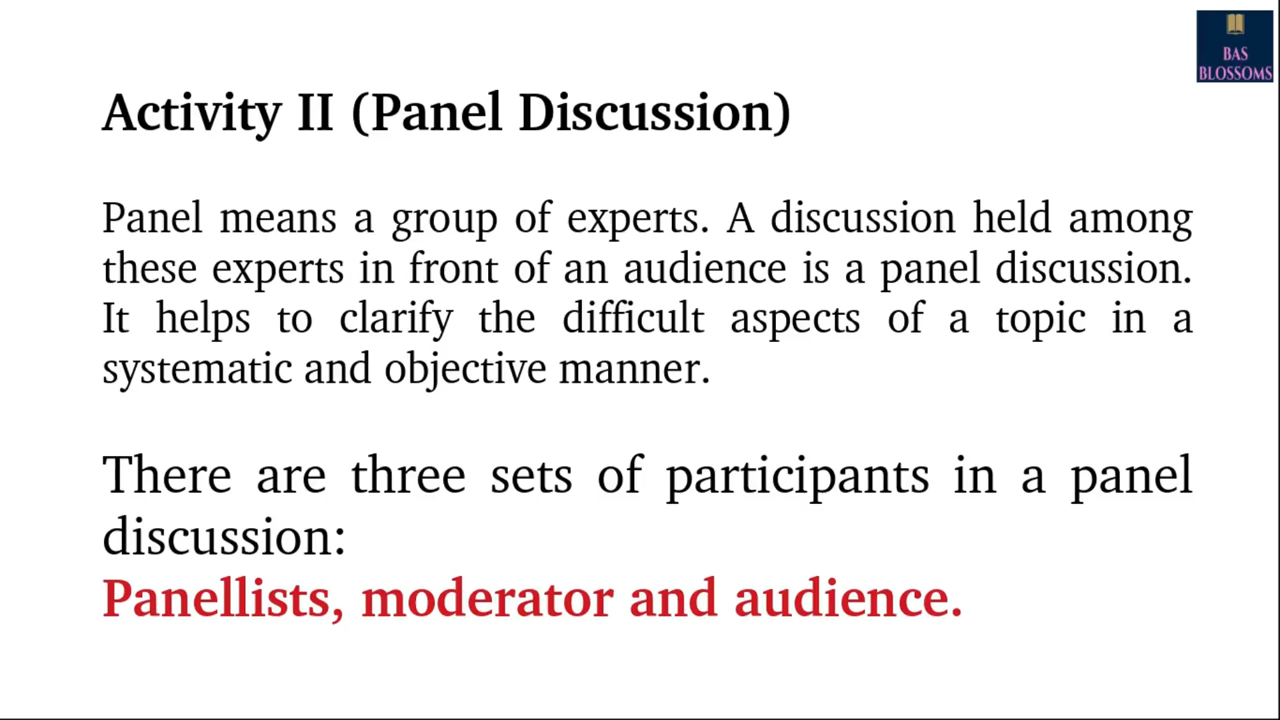 BAS
BLOSSOMS
Activity II (Panel Discussion)
Panel means a group of experts. A discussion held among
these experts in front of an audience is a panel discussion.
It helps to clarify the difficult aspects of a topic in a
systematic and objective manner.
There are three sets of participants in a panel
discussion:
Panellists, moderator and audience.